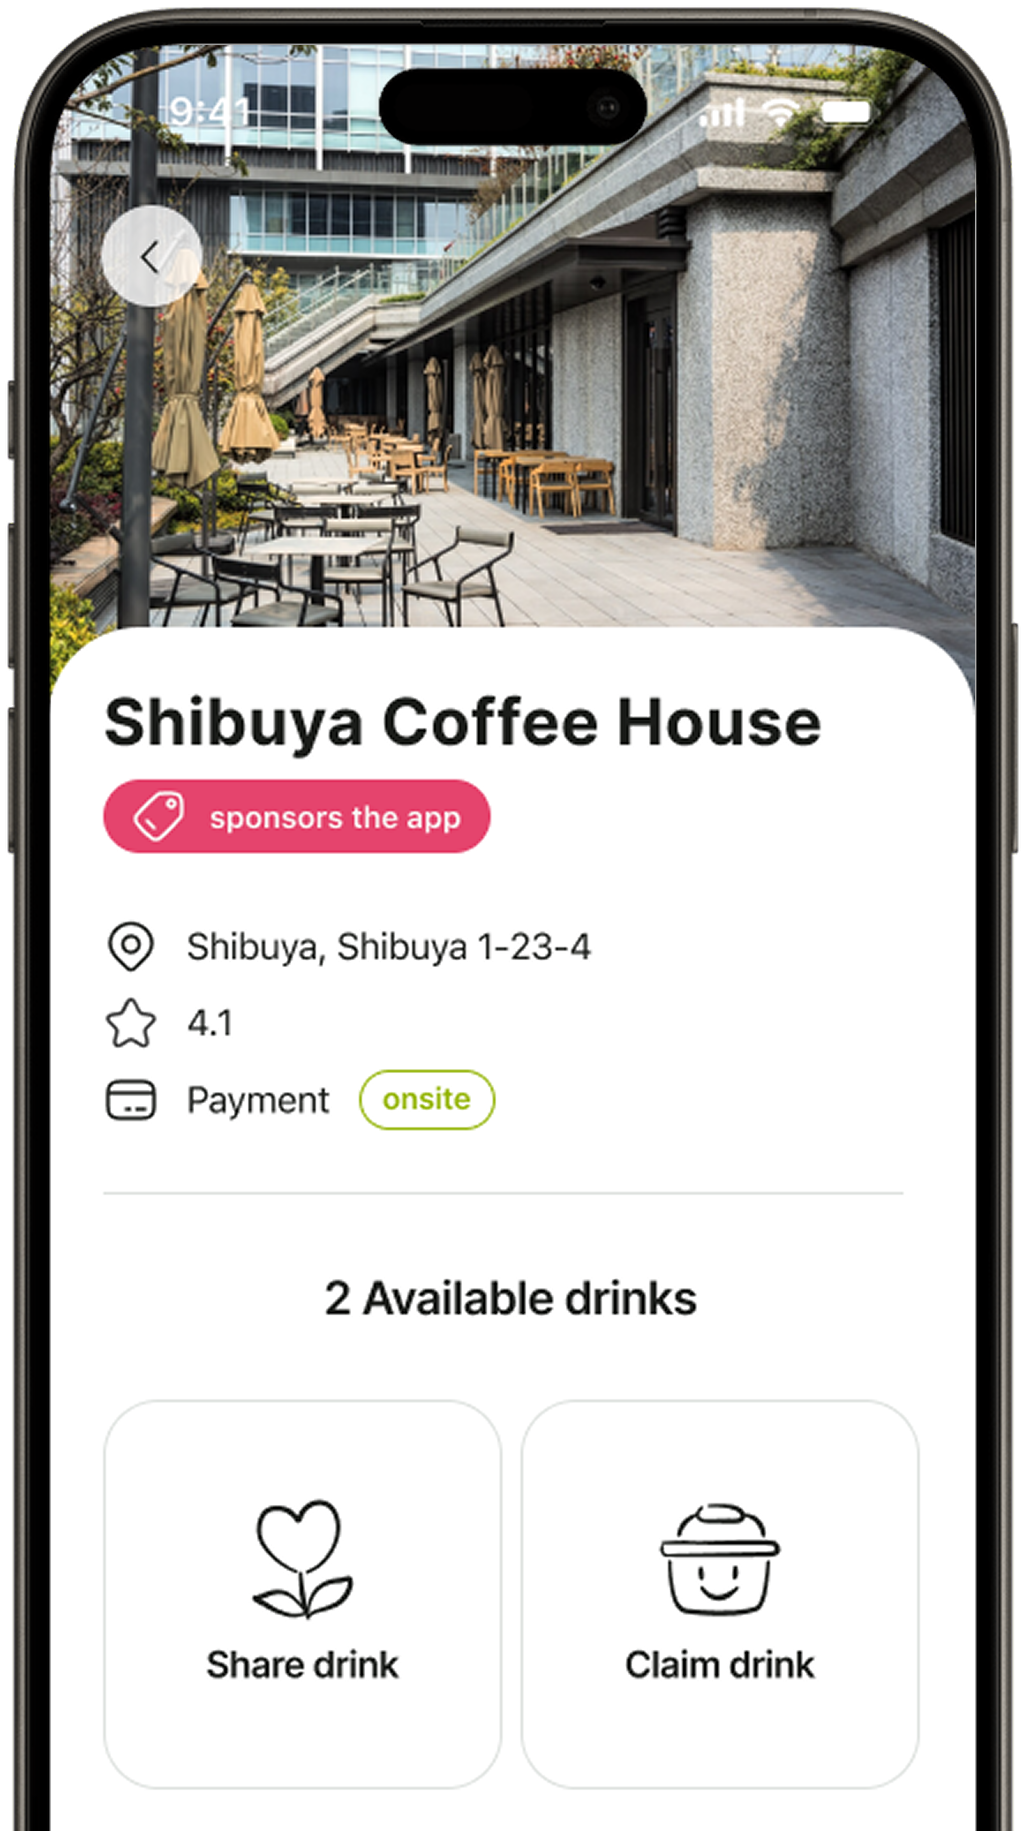 9:41
Shibuya Coffee House
sponsors the app
Shibuya, Shibuya 1-23-4
4.1
Payment onsite
2 Available drinks
Share drink
Claim drink